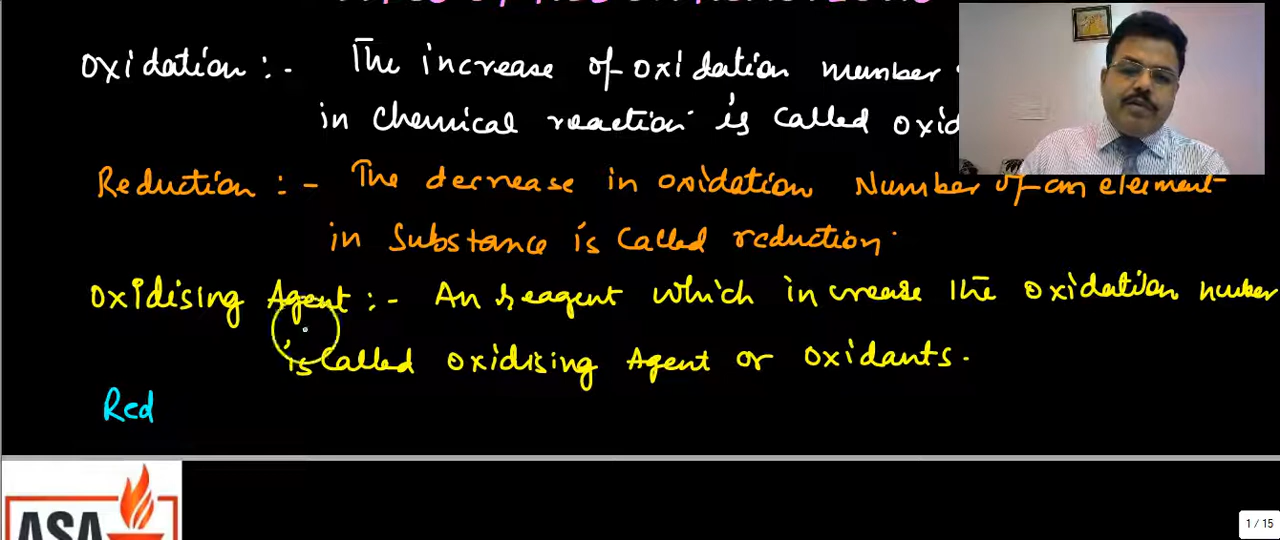 Oxidation :- The increase of oxidation number
in chemical reaction is called oxid
Reduction :- The decrease in oxidation Number of an element
in Substance is called reduction
Oxidising Agent :- An reagent which increase the oxidation number
is called oxidising Agent or oxidants.
Red
ASA
1 / 15